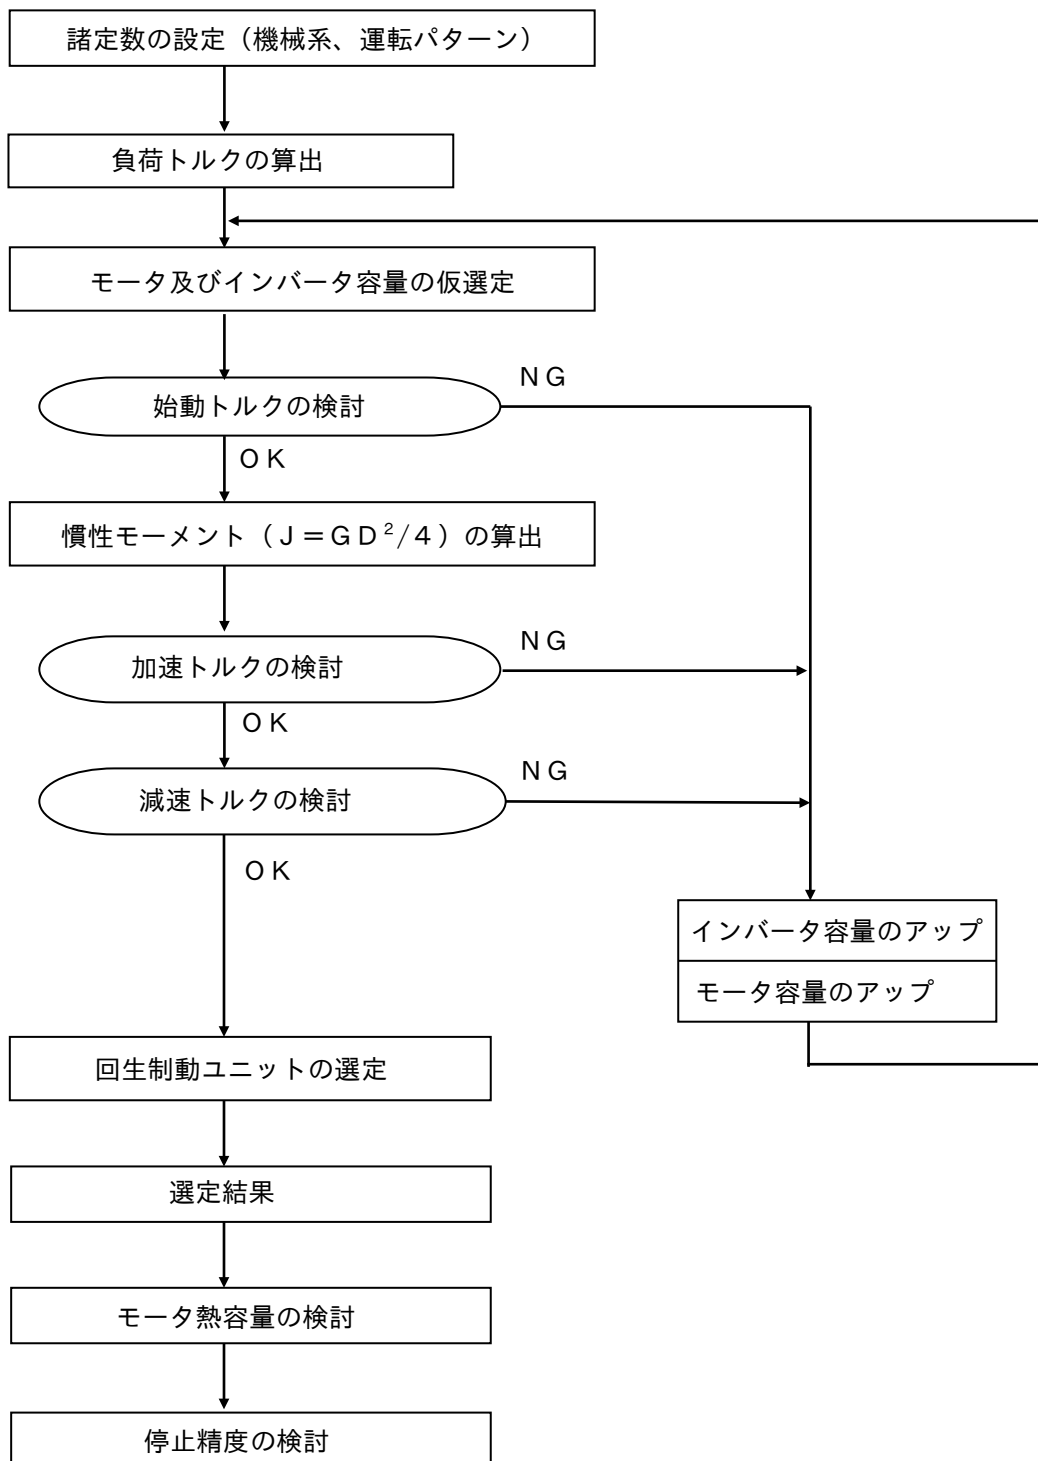 諸定数の設定（機械系、運転パターン）
負荷トルクの算出
モータ及びインバータ容量の仮選定
ＮＧ
始動トルクの検討
ＯＫ
慣性モーメント（Ｊ＝ＧＤ²/４）の算出
ＮＧ
加速トルクの検討
ＯＫ
ＮＧ
減速トルクの検討
ＯＫ
インバータ容量のアップ
モータ容量のアップ
回生制動ユニットの選定
選定結果
モータ熱容量の検討
停止精度の検討